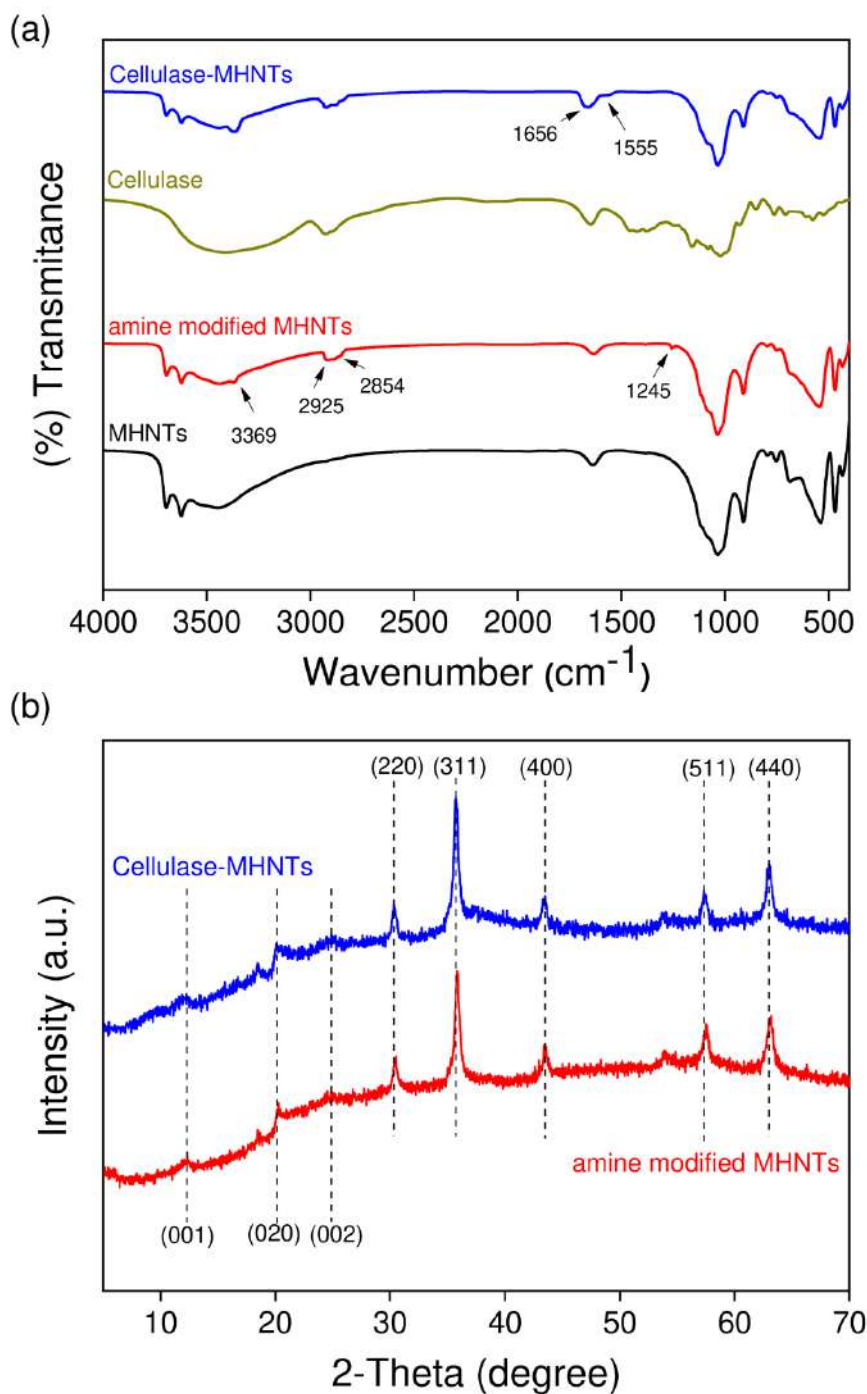 (a)
Cellulase-MHNTs
1656
1555
Cellulase
amine modified MHNTs
2925
2854
1245
3369
MHNTs
(%) Transmitance
4000 3500 3000 2500 2000 1500 1000 500
Wavenumber (cm-1)
(b)
(220) (311) (400) (511) (440)
Cellulase-MHNTs
Intensity (a.u.)
amine modified MHNTs
(001) (020) (002)
10 20 30 40 50 60 70
2-Theta (degree)